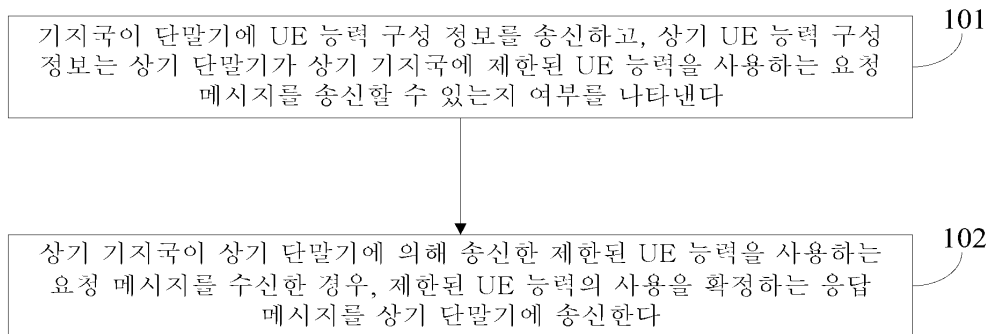 기지국이 단말기에 UE 능력 구성 정보를 송신하고, 상기 UE 능력 구성
정보는 상기 단말기가 상기 기지국에 제한된 UE 능력을 사용하는 요청
메시지를 송신할 수 있는지 여부를 나타낸다
101
상기 기지국이 상기 단말기에 의해 송신한 제한된 UE 능력을 사용하는
요청 메시지를 수신한 경우, 제한된 UE 능력의 사용을 확정하는 응답
메시지를 상기 단말기에 송신한다
102